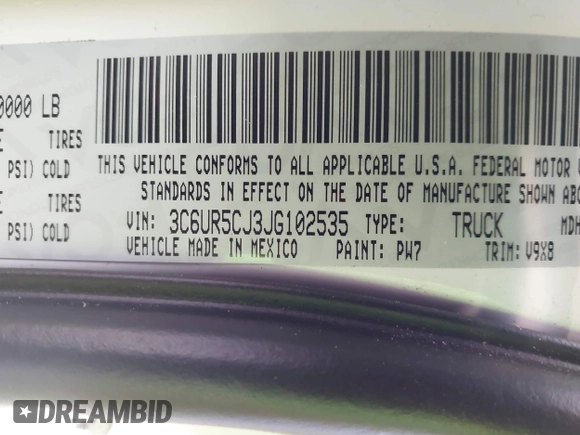 0000 LB
TIRES
PSI) COLD
TIRES
PSI) COLD
THIS VEHICLE CONFORMS TO ALL APPLICABLE U.S.A. FEDERAL MOTOR
STANDARDS IN EFFECT ON THE DATE OF MANUFACTURE SHOWN ABO
VIN: 3C6UR5CJ3JG102535 TYPE: TRUCK MDH
VEHICLE MADE IN MEXICO PAINT: PW7 TRIM: V9X8
DREAMBID